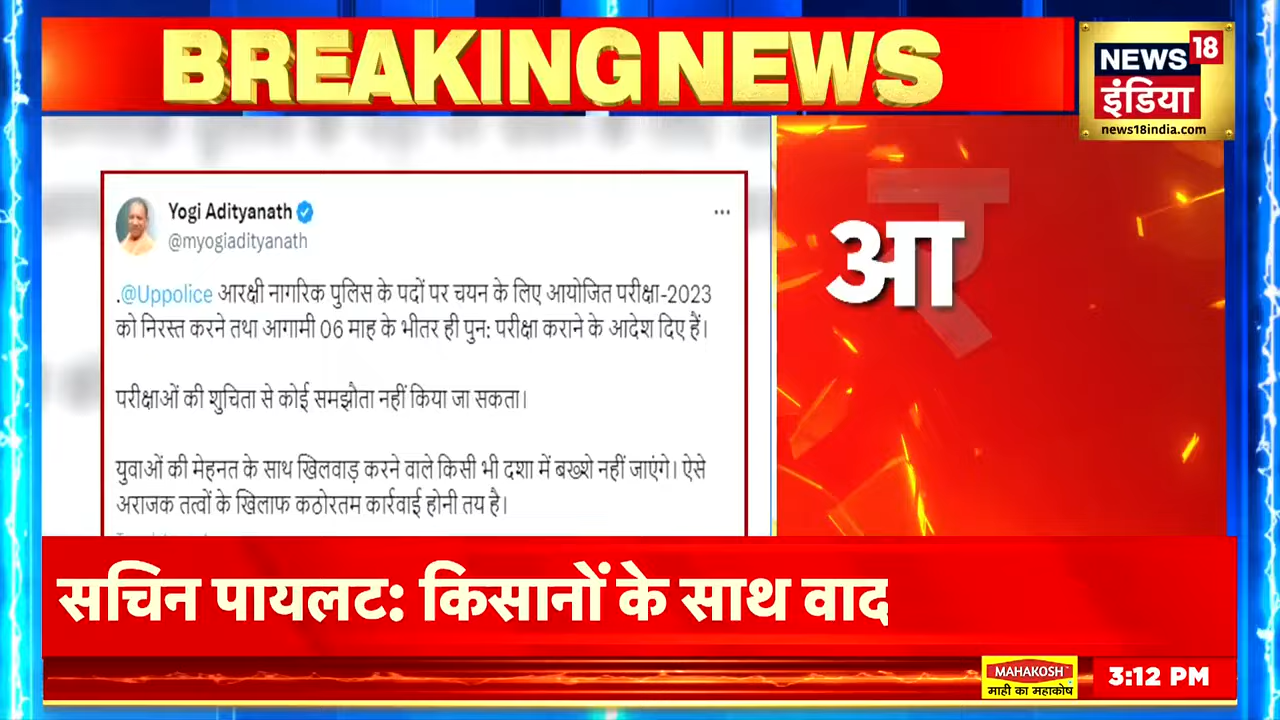 BREAKING NEWS
NEWS 18
इंडिया
news18india.com
Yogi Adityanath
@myogiadityanath
.@Uppolice आरक्षी नागरिक पुलिस के पदों पर चयन के लिए आयोजित परीक्षा-2023
को निरस्त करने तथा आगामी 06 माह के भीतर ही पुन: परीक्षा कराने के आदेश दिए हैं।
परीक्षाओं की शुचिता से कोई समझौता नहीं किया जा सकता।
युवाओं की मेहनत के साथ खिलवाड़ करने वाले किसी भी दशा में बख्शे नहीं जाएंगे। ऐसे
अराजक तत्वों के खिलाफ कठोरतम कार्रवाई होनी तय है।
आ
र
सचिन पायलट: किसानों के साथ वाद
MAHAKOSH
माही का महाकोष
3:12 PM